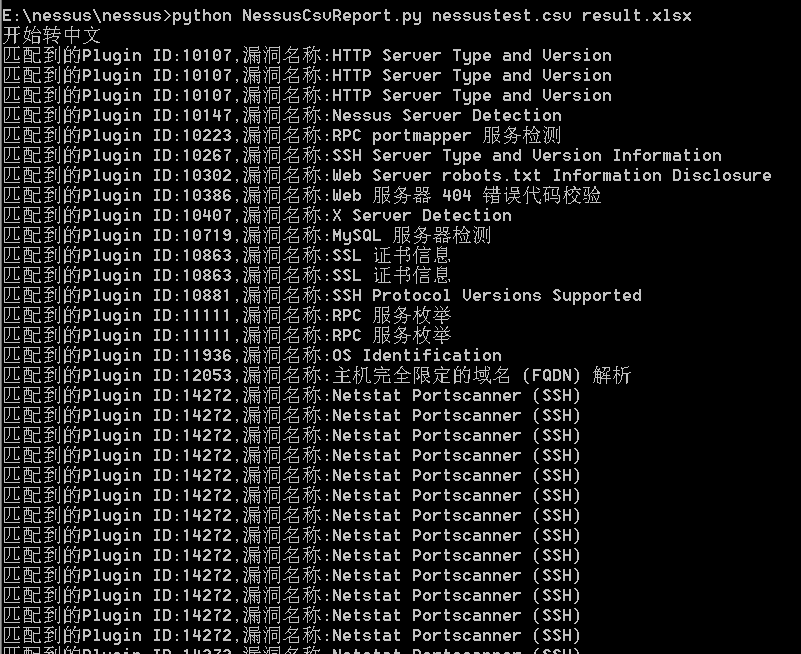 E:\nessus\nessus>python NessusCsvReport.py nessustest.csv result.xlsx
开始转中文
匹配到的Plugin ID:10107,漏洞名称:HTTP Server Type and Version
匹配到的Plugin ID:10107,漏洞名称:HTTP Server Type and Version
匹配到的Plugin ID:10107,漏洞名称:HTTP Server Type and Version
匹配到的Plugin ID:10147,漏洞名称:Nessus Server Detection
匹配到的Plugin ID:10223,漏洞名称:RPC portmapper 服务检测
匹配到的Plugin ID:10267,漏洞名称:SSH Server Type and Version Information
匹配到的Plugin ID:10302,漏洞名称:Web Server robots.txt Information Disclosure
匹配到的Plugin ID:10386,漏洞名称:Web 服务器 404 错误代码校验
匹配到的Plugin ID:10407,漏洞名称:X Server Detection
匹配到的Plugin ID:10719,漏洞名称:MySQL 服务器检测
匹配到的Plugin ID:10863,漏洞名称:SSL 证书信息
匹配到的Plugin ID:10863,漏洞名称:SSL 证书信息
匹配到的Plugin ID:10881,漏洞名称:SSH Protocol Versions Supported
匹配到的Plugin ID:11111,漏洞名称:RPC 服务枚举
匹配到的Plugin ID:11111,漏洞名称:RPC 服务枚举
匹配到的Plugin ID:11936,漏洞名称:OS Identification
匹配到的Plugin ID:12053,漏洞名称:主机完全限定的域名 (FQDN) 解析
匹配到的Plugin ID:14272,漏洞名称:Netstat Portscanner (SSH)
匹配到的Plugin ID:14272,漏洞名称:Netstat Portscanner (SSH)
匹配到的Plugin ID:14272,漏洞名称:Netstat Portscanner (SSH)
匹配到的Plugin ID:14272,漏洞名称:Netstat Portscanner (SSH)
匹配到的Plugin ID:14272,漏洞名称:Netstat Portscanner (SSH)
匹配到的Plugin ID:14272,漏洞名称:Netstat Portscanner (SSH)
匹配到的Plugin ID:14272,漏洞名称:Netstat Portscanner (SSH)
匹配到的Plugin ID:14272,漏洞名称:Netstat Portscanner (SSH)
匹配到的Plugin ID:14272,漏洞名称:Netstat Portscanner (SSH)
匹配到的Plugin ID:14272,漏洞名称:Netstat Portscanner (SSH)
匹配到的Plugin ID:14272,漏洞名称:Netstat Portscanner (SSH)
匹配到的Plugin ID:14272,漏洞名称:Netstat Portscanner (SSH)
匹配到的Plugin ID:14272,漏洞名称:Netstat Portscanner (SSH)
匹配到的Plugin ID:14272,漏洞名称:Netstat Portscanner (SSH)